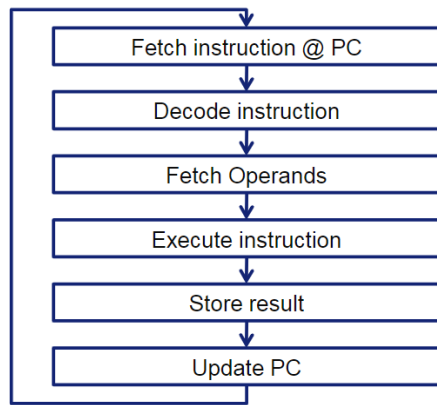 Fetch instruction @ PC
Decode instruction
Fetch Operands
Execute instruction
Store result
Update PC